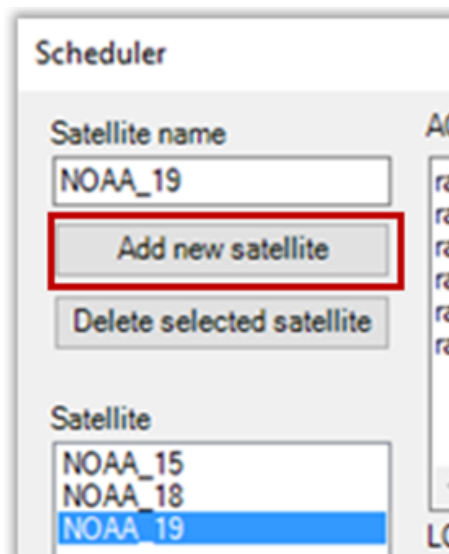 Scheduler
Satellite name
NOAA_19
Add new satellite
Delete selected satellite
Satellite
NOAA_15
NOAA_18
NOAA_19